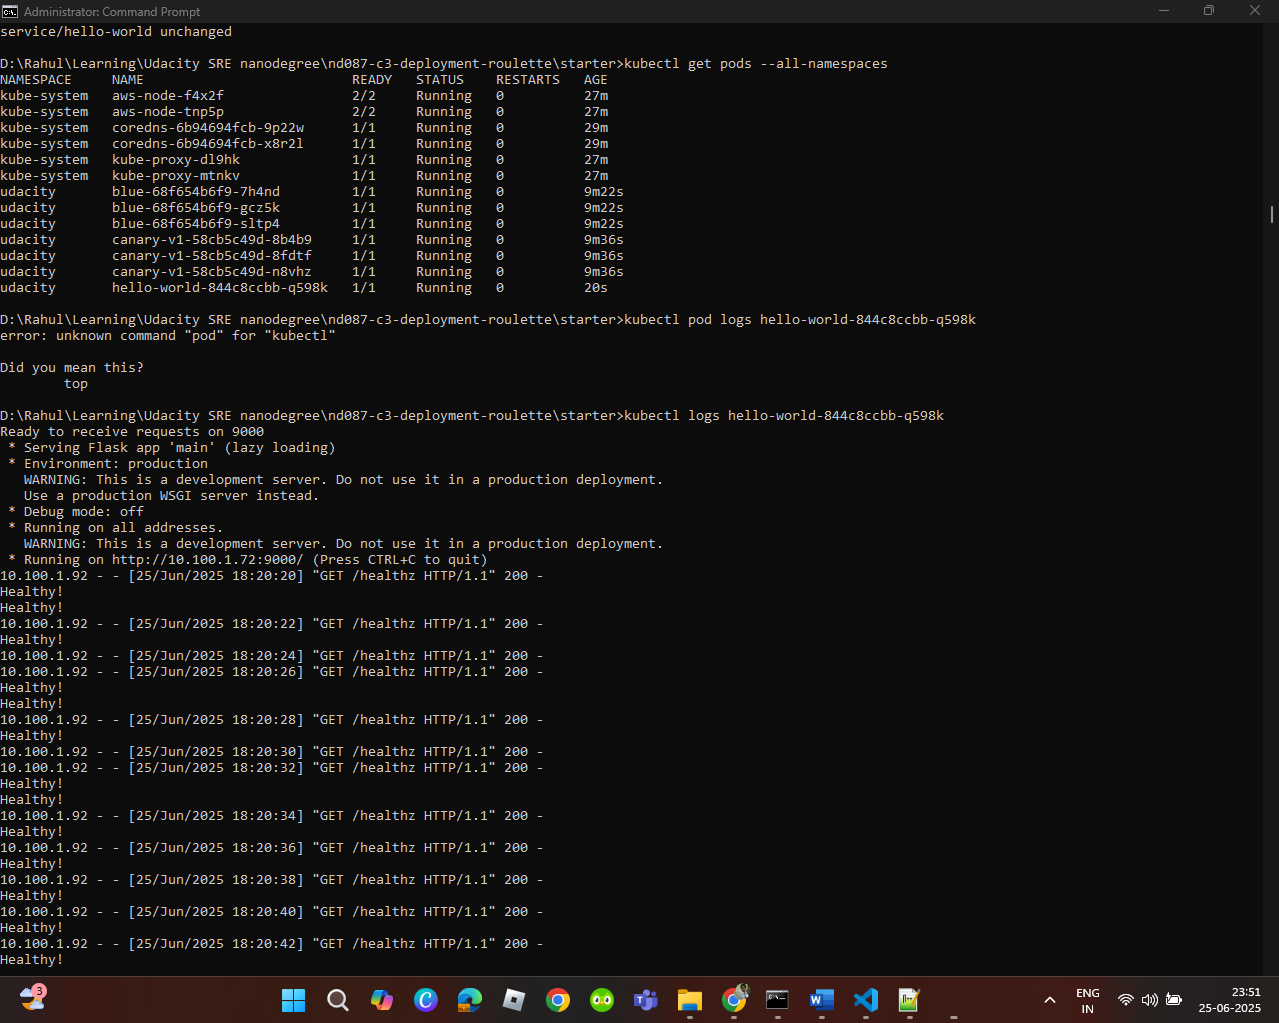 Administrator: Command Prompt
service/hello-world unchanged
D:\Rahul\Learning\Udacity SRE nanodegree\nd087-c3-deployment-roulette\starter>kubectl get pods --all-namespaces
NAMESPACE NAME READY STATUS RESTARTS AGE
kube-system aws-node-f4x2f 2/2 Running 0 27m
kube-system aws-node-tnp5p 2/2 Running 0 27m
kube-system coredns-6b94694fcb-9p22w 1/1 Running 0 29m
kube-system coredns-6b94694fcb-x8r2l 1/1 Running 0 29m
kube-system kube-proxy-dl9hk 1/1 Running 0 27m
kube-system kube-proxy-mtnkv 1/1 Running 0 27m
udacity blue-68f654b6f9-7h4nd 1/1 Running 0 9m22s
udacity blue-68f654b6f9-gcz5k 1/1 Running 0 9m22s
udacity blue-68f654b6f9-sltp4 1/1 Running 0 9m22s
udacity canary-v1-58cb5c49d-8b4b9 1/1 Running 0 9m36s
udacity canary-v1-58cb5c49d-8fdtf 1/1 Running 0 9m36s
udacity canary-v1-58cb5c49d-n8vhz 1/1 Running 0 9m36s
udacity hello-world-844c8ccbb-q598k 1/1 Running 0 20s
D:\Rahul\Learning\Udacity SRE nanodegree\nd087-c3-deployment-roulette\starter>kubectl pod logs hello-world-844c8ccbb-q598k
error: unknown command "pod" for "kubectl"
Did you mean this?
top
D:\Rahul\Learning\Udacity SRE nanodegree\nd087-c3-deployment-roulette\starter>kubectl logs hello-world-844c8ccbb-q598k
Ready to receive requests on 9000
* Serving Flask app 'main' (lazy loading)
* Environment: production
WARNING: This is a development server. Do not use it in a production deployment.
Use a production WSGI server instead.
* Debug mode: off
* Running on all addresses.
WARNING: This is a development server. Do not use it in a production deployment.
* Running on http://10.100.1.72:9000/ (Press CTRL+C to quit)
10.100.1.92 - - [25/Jun/2025 18:20:20] "GET /healthz HTTP/1.1" 200 -
Healthy!
Healthy!
10.100.1.92 - - [25/Jun/2025 18:20:22] "GET /healthz HTTP/1.1" 200 -
Healthy!
10.100.1.92 - - [25/Jun/2025 18:20:24] "GET /healthz HTTP/1.1" 200 -
10.100.1.92 - - [25/Jun/2025 18:20:26] "GET /healthz HTTP/1.1" 200 -
Healthy!
Healthy!
10.100.1.92 - - [25/Jun/2025 18:20:28] "GET /healthz HTTP/1.1" 200 -
Healthy!
10.100.1.92 - - [25/Jun/2025 18:20:30] "GET /healthz HTTP/1.1" 200 -
10.100.1.92 - - [25/Jun/2025 18:20:32] "GET /healthz HTTP/1.1" 200 -
Healthy!
Healthy!
10.100.1.92 - - [25/Jun/2025 18:20:34] "GET /healthz HTTP/1.1" 200 -
Healthy!
10.100.1.92 - - [25/Jun/2025 18:20:36] "GET /healthz HTTP/1.1" 200 -
Healthy!
10.100.1.92 - - [25/Jun/2025 18:20:38] "GET /healthz HTTP/1.1" 200 -
Healthy!
10.100.1.92 - - [25/Jun/2025 18:20:40] "GET /healthz HTTP/1.1" 200 -
Healthy!
10.100.1.92 - - [25/Jun/2025 18:20:42] "GET /healthz HTTP/1.1" 200 -
Healthy!
3
ENG
IN
23:51
25-06-2025